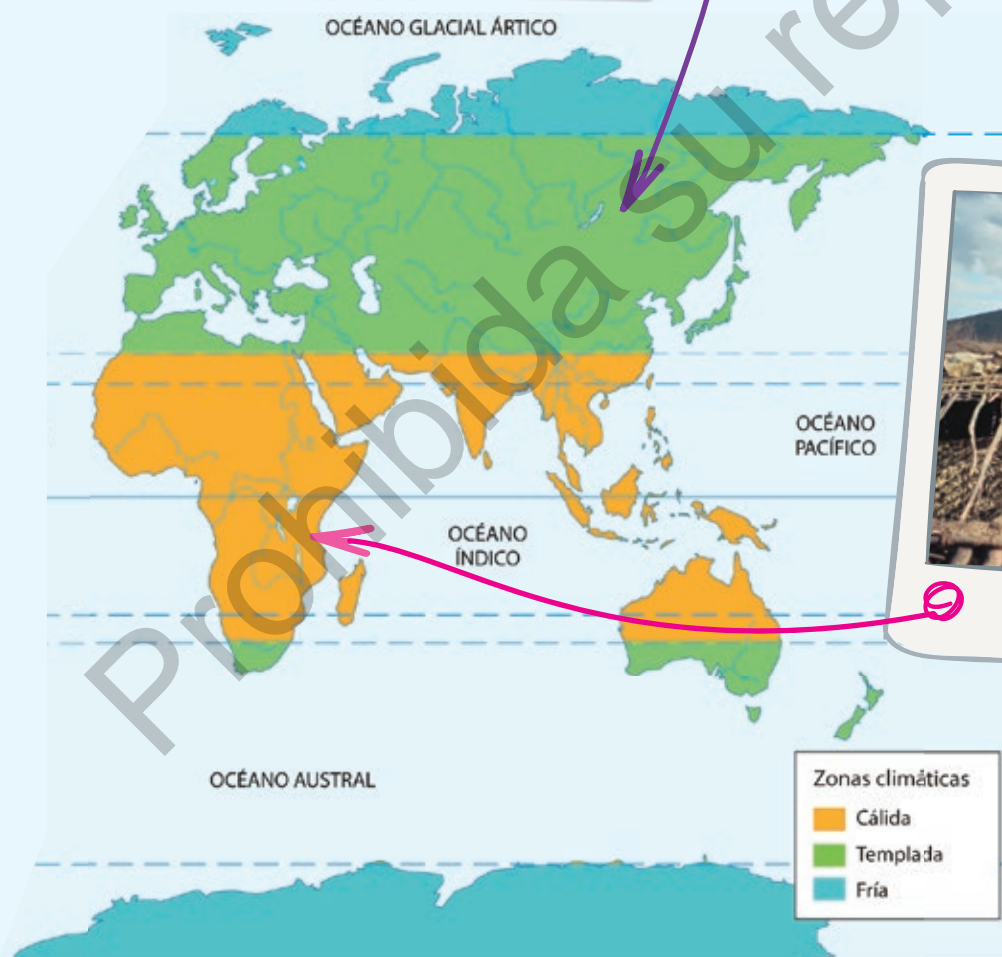 OCÉANO GLACIAL ÁRTICO
OCÉANO
PACÍFICO
OCÉANO
ÍNDICO
OCÉANO AUSTRAL
Zonas climáticas
Cálida
Templada
Fría
Prohibida su re